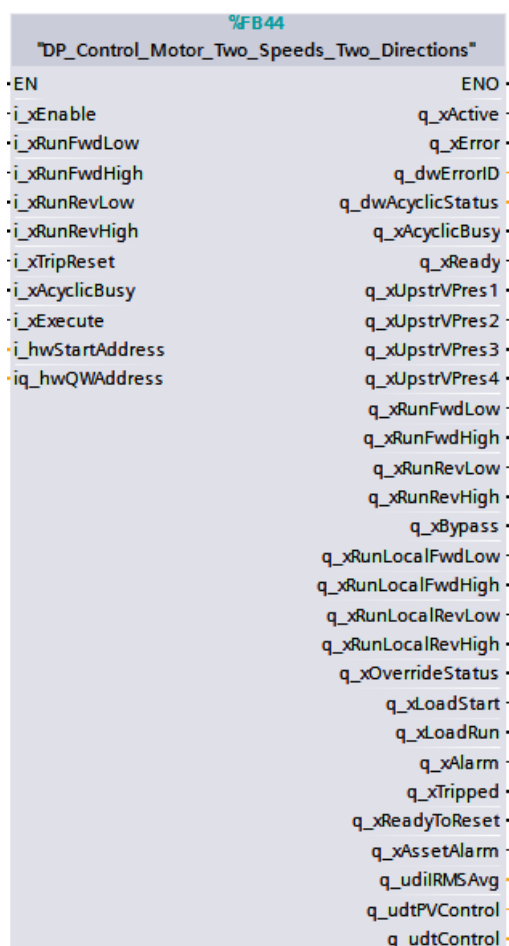 %FB44
"DP_Control_Motor_Two_Speeds_Two_Directions"
EN ENO
i_xEnable q_xActive
i_xRunFwdLow q_xError
i_xRunFwdHigh q_dwErrorID
i_xRunRevLow q_dwAcyclicStatus
i_xRunRevHigh q_xAcyclicBusy
i_xTripReset q_xReady
i_xAcyclicBusy q_xUpstrVPres1
i_xExecute q_xUpstrVPres2
i_hwStartAddress q_xUpstrVPres3
iq_hwQWAddress q_xUpstrVPres4
q_xRunFwdLow
q_xRunFwdHigh
q_xRunRevLow
q_xRunRevHigh
q_xBypass
q_xRunLocalFwdLow
q_xRunLocalFwdHigh
q_xRunLocalRevLow
q_xRunLocalRevHigh
q_xOverrideStatus
q_xLoadStart
q_xLoadRun
q_xAlarm
q_xTripped
q_xReadyToReset
q_xAssetAlarm
q_udiIRMSAvg
q_udtPVControl
q_udtControl